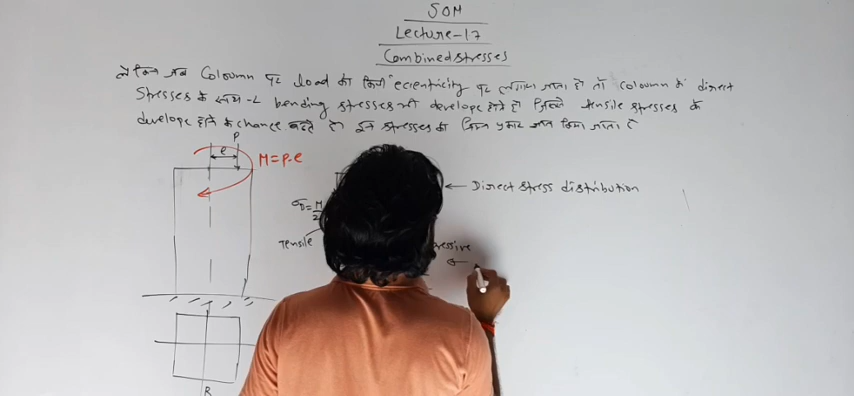 SOM
Lecture-17
Combined stresses
लेकिन जब Coloumn पर load को किसी eccentricity पर लगाया जाता है तो coloumn में direct
Stresses के साथ-2 bending stresses भी develope होते हैं जिससे tensile stresses के
develope होने के chance बढ़ते हैं। इन stresses को निम्न प्रकार ज्ञात किया जाता है
P
e
M=P.e
Direct stress distribution
Tensile
R